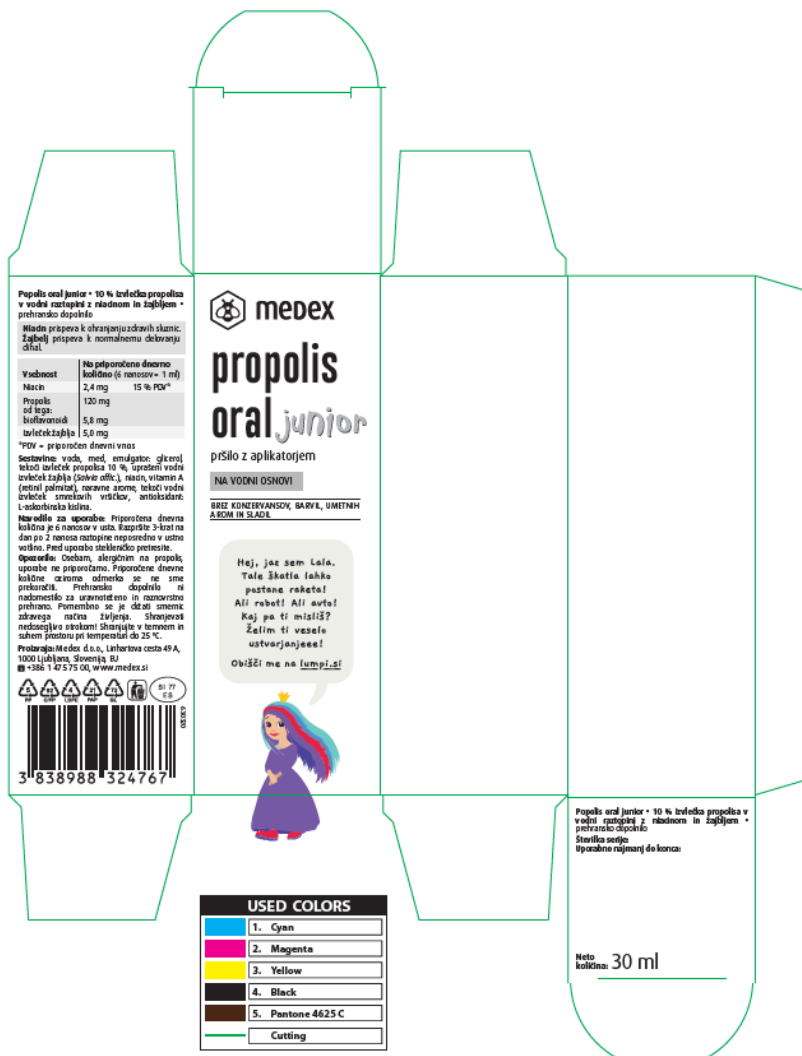 Popolis oral junior • 10 % izvlečka propolisa
v vodni raztopini z niacinom in žajbljem •
prehransko dopolnilo
Niacin prispeva k ohranjanju zdravih sluznic.
Žajbelj prispeva k normalnemu delovanju
dihal.
Vsebnost Na priporočeno dnevno
količino (6 nanosov = 1 ml)
Niacin 2,4 mg 15 % PDV*
Propolis 120 mg
od tega:
bioflavonoidi 5,8 mg
Izvleček žajblja 5,0 mg
*PDV = priporočen dnevni vnos
Sestavine: voda, med, emulgator: glicerol,
tekoči izvleček propolisa 10 %, uprašeni vodni
izvleček žajblja (Salvia offic.), niacin, vitamin A
(retinil palmitat), naravne arome, tekoči vodni
izvleček smrekovih vršičkov, antioksidant:
L-askorbinska kislina.
Navodilo za uporabo: Priporočena dnevna
količina je 6 nanosov v usta. Razpršite 3-krat na
dan po 2 nanosa raztopine neposredno v ustno
votlino. Pred uporabo stekleničko pretresite.
Opozorilo: Osebam, alergičnim na propolis,
uporabe ne priporočamo. Priporočene dnevne
količine oziroma odmerka se ne sme
prekoračiti. Prehransko dopolnilo ni
nadomestilo za uravnoteženo in raznovrstno
prehrano. Pomembno se je držati smernic
zdravega načina življenja. Shranjevati
nedosegljivo otrokom! Shranjujte v temnem in
suhem prostoru pri temperaturi do 25 °C.
Proizvaja: Medex d.o.o., Linhartova cesta 49 A,
1000 Ljubljana, Slovenija, EU
+386 1 475 75 00, www.medex.si
5 4 21
PP LDPE PAP
SI 77
ES
3 838988 324767
medex
propolis
oral junior
pršilo z aplikatorjem
NA VODNI OSNOVI
BREZ KONZERVANSOV, BARVIL, UMETNIH
AROM IN SLADIL
Hej, jaz sem Lala.
Tale škatla lahko
postane raketa!
Ali robot! Ali avto!
Kaj pa ti misliš?
Želim ti veselo
ustvarjanjeee!
Obišči me na lumpi.si
Popolis oral junior • 10 % izvlečka propolisa v
vodni raztopini z niacinom in žajbljem •
prehransko dopolnilo
Številka serije:
Uporabno najmanj do konca:
Neto
količina: 30 ml
USED COLORS
1. Cyan
2. Magenta
3. Yellow
4. Black
5. Pantone 4625 C
Cutting